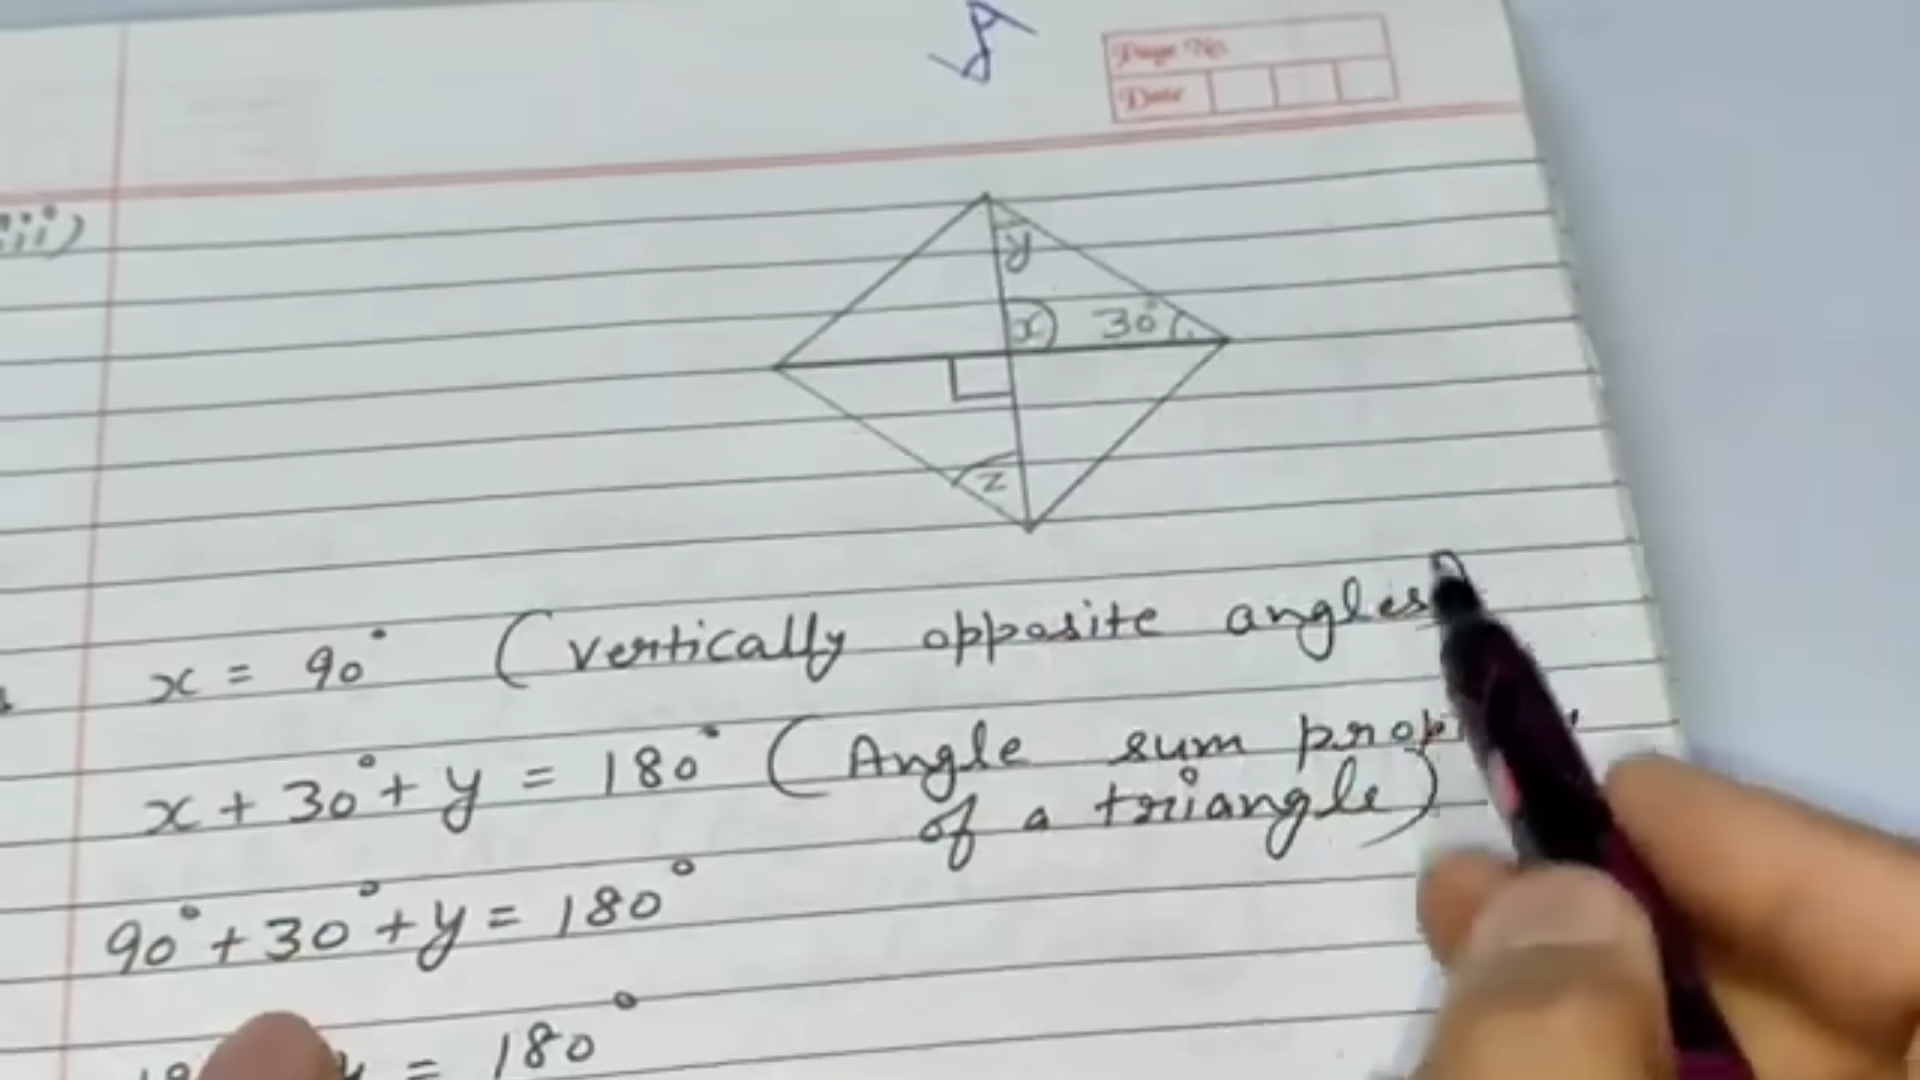 Page No.
Date
iii)
y
x 30°
z
x = 90° (vertically opposite angles
x + 30° + y = 180° (Angle sum
of a triangle)
90° + 30° + y = 180°
= 180°